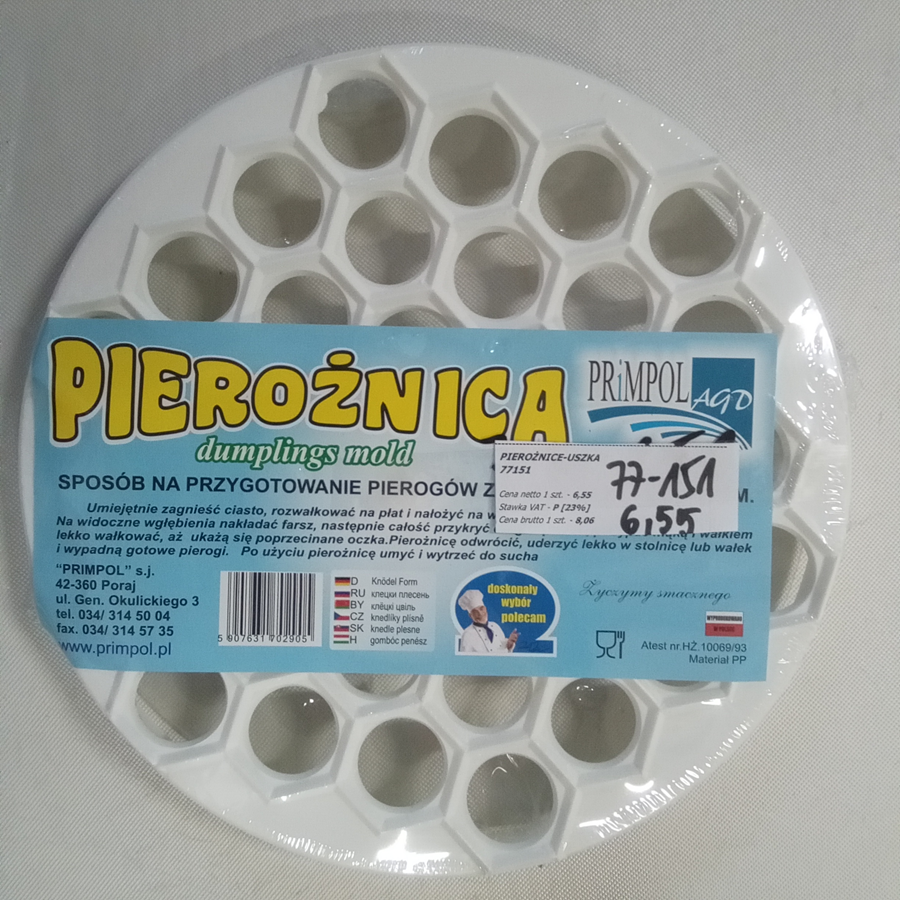 PIEROŻNICA
PRiMPOL
AGD
dumplings mold
SPOSÓB NA PRZYGOTOWANIE PIEROGÓW Z M.
PIEROŻNICE-USZKA
77151
Cena netto 1 szt. - 6,55
Stawka VAT - P [23%]
Cena brutto 1 szt. - 8,06
77-151
6,55
Umiejętnie zagnieść ciasto, rozwałkować na płat i nałożyć na
Na widoczne wgłębienia nakładać farsz, następnie całość przykryć wałkiem
lekko wałkować, aż ukażą się poprzecinane oczka.Pierożnicę odwrócić, uderzyć lekko w stolnicę lub wałek
i wypadną gotowe pierogi. Po użyciu pierożnicę umyć i wytrzeć do sucha
"PRIMPOL" s.j.
42-360 Poraj
ul. Gen. Okulickiego 3
tel. 034/ 314 50 04
fax. 034/ 314 57 35
www.primpol.pl
5 907631 702905
D Knödel Form
RU клецки плесень
BY клёцкі цвіль
CZ knedlíky plísně
SK knedle plesne
H gombóc penész
doskonały
wybór
polecam
Życzymy smacznego
WYPRODUKOWANO
W POLSCE
Atest nr.HŻ.10069/93
Materiał PP